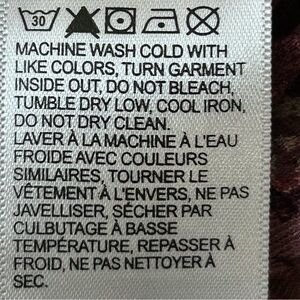 30
MACHINE WASH COLD WITH
LIKE COLORS, TURN GARMENT
INSIDE OUT, DO NOT BLEACH,
TUMBLE DRY LOW, COOL IRON,
DO NOT DRY CLEAN.
LAVER À LA MACHINE À L'EAU
FROIDE AVEC COULEURS
SIMILAIRES, TOURNER LE
VÊTEMENT À L'ENVERS, NE PAS
JAVELLISER, SÉCHER PAR
CULBUTAGE À BASSE
TEMPÉRATURE, REPASSER À
FROID, NE PAS NETTOYER À
SEC.